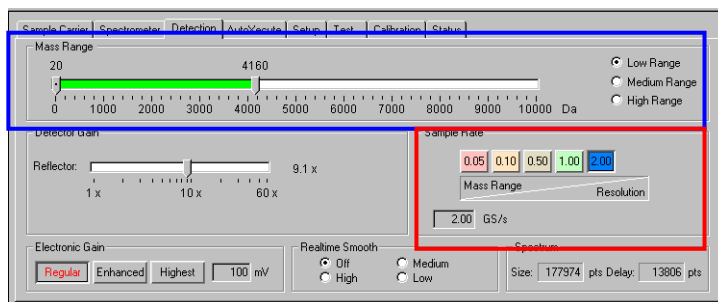 Sample Carrier Spectrometer Detection AutoXecute Setup Test Calibration Status
Mass Range
20 4160
Low Range
Medium Range
High Range
0 1000 2000 3000 4000 5000 6000 7000 8000 9000 10000 Da
Detector Gain
Reflector: 9.1 x
1 x 10 x 60 x
Sample Rate
0.05 0.10 0.50 1.00 2.00
Mass Range Resolution
2.00 GS/s
Electronic Gain
Regular Enhanced Highest 100 mV
Realtime Smooth
Off Medium
High Low
Spectrum
Size: 177974 pts Delay: 13806 pts